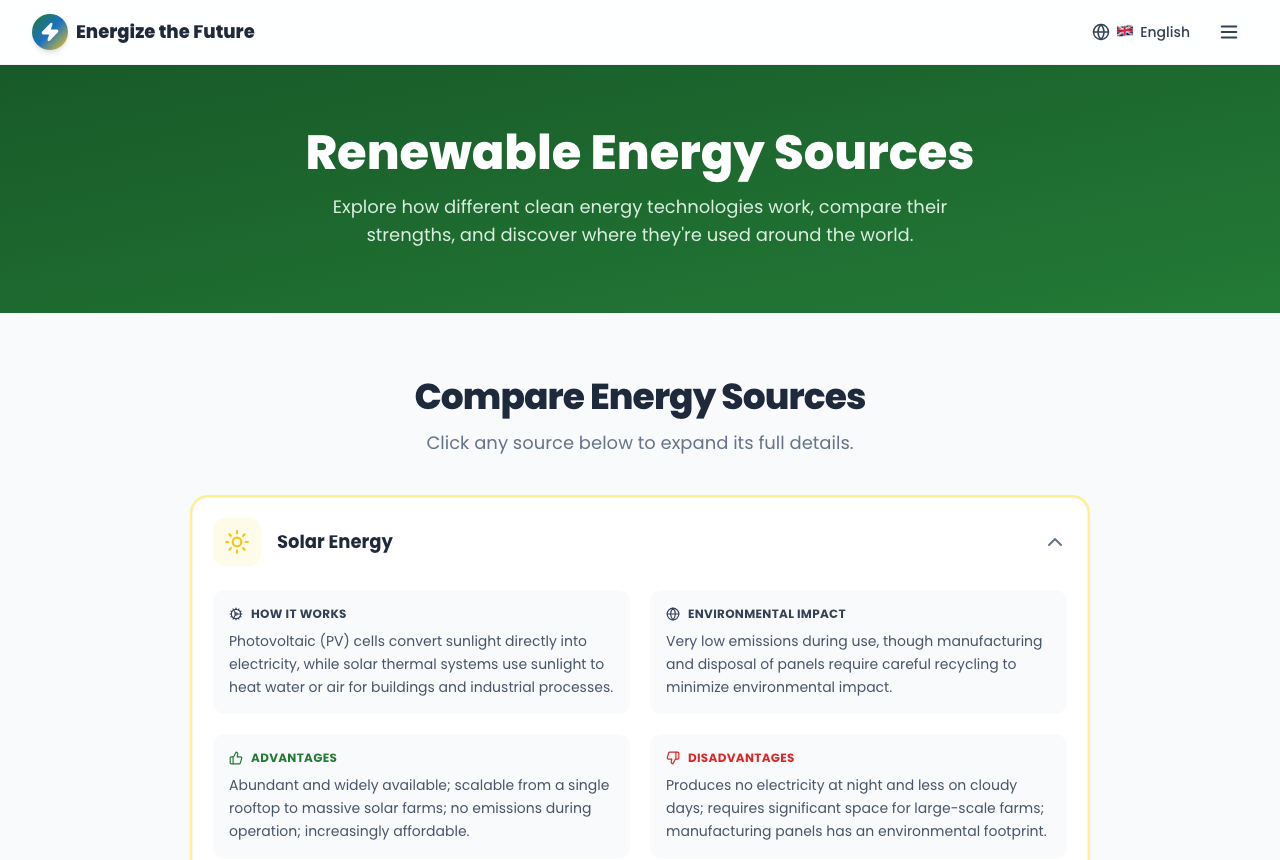 Energize the Future
English
Renewable Energy Sources
Explore how different clean energy technologies work, compare their
strengths, and discover where they're used around the world.
Compare Energy Sources
Click any source below to expand its full details.
Solar Energy
HOW IT WORKS
Photovoltaic (PV) cells convert sunlight directly into
electricity, while solar thermal systems use sunlight to
heat water or air for buildings and industrial processes.
ENVIRONMENTAL IMPACT
Very low emissions during use, though manufacturing
and disposal of panels require careful recycling to
minimize environmental impact.
ADVANTAGES
Abundant and widely available; scalable from a single
rooftop to massive solar farms; no emissions during
operation; increasingly affordable.
DISADVANTAGES
Produces no electricity at night and less on cloudy
days; requires significant space for large-scale farms;
manufacturing panels has an environmental footprint.